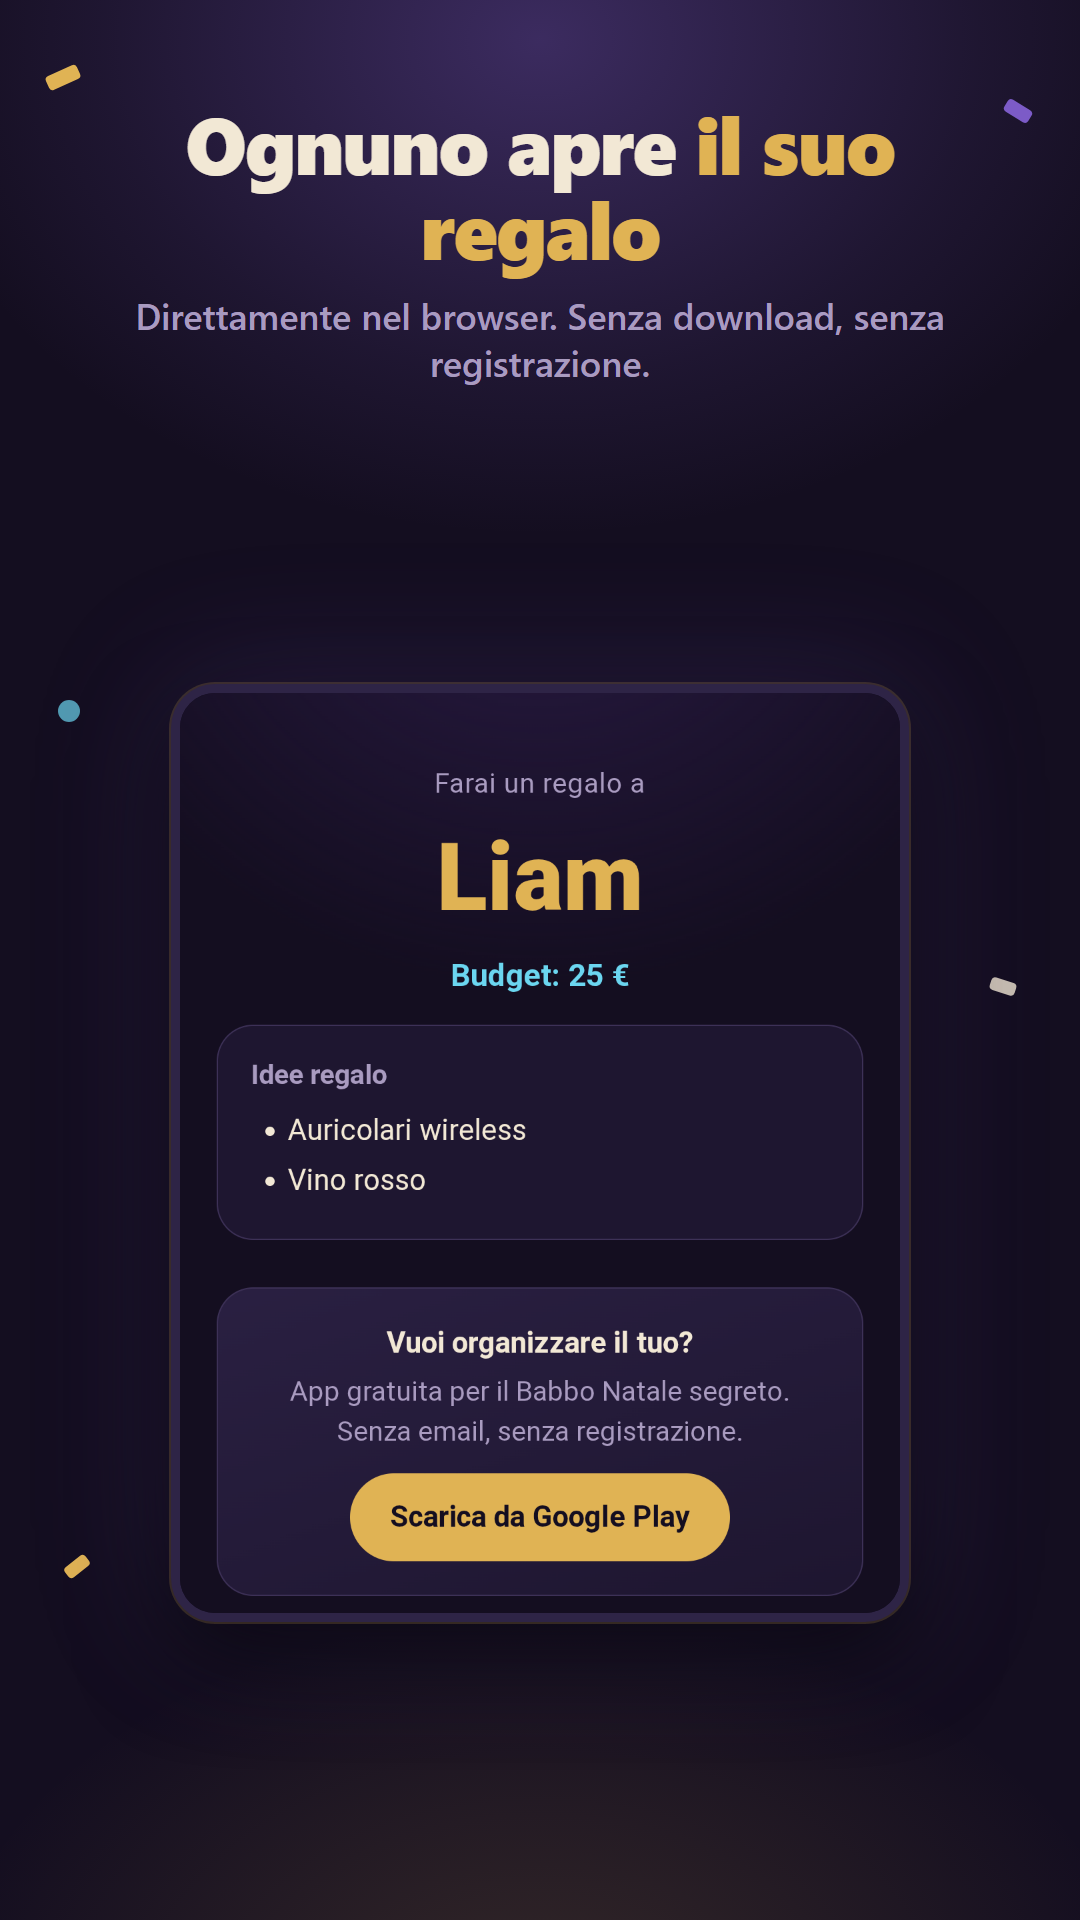 Ognuno apre il suo
regalo
Direttamente nel browser. Senza download, senza
registrazione.
Farai un regalo a
Liam
Budget: 25 €
Idee regalo
• Auricolari wireless
• Vino rosso
Vuoi organizzare il tuo?
App gratuita per il Babbo Natale segreto.
Senza email, senza registrazione.
Scarica da Google Play